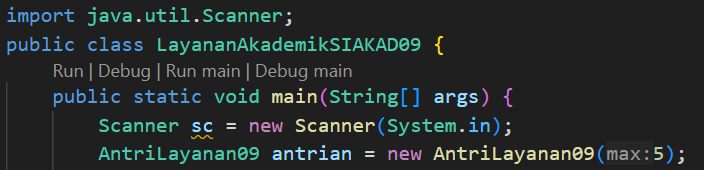 import java.util.Scanner;
public class LayananAkademikSIAKAD09 {
Run | Debug | Run main | Debug main
public static void main(String[] args) {
Scanner sc = new Scanner(System.in);
AntriLayanan09 antrian = new AntriLayanan09(max:5);